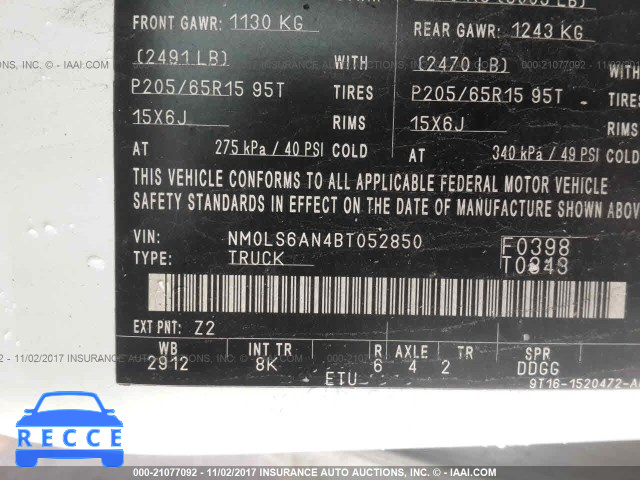 FRONT GAWR: 1130 KG
REAR GAWR: 1243 KG
(2491 LB) WITH
(2470 LB) WITH
P205/65R15 95T TIRES
P205/65R15 95T TIRES
15X6J RIMS
15X6J RIMS
AT 275 kPa / 40 PSI COLD
AT 340 kPa / 49 PSI COLD
THIS VEHICLE CONFORMS TO ALL APPLICABLE FEDERAL MOTOR VEHICLE
SAFETY STANDARDS IN EFFECT ON THE DATE OF MANUFACTURE SHOWN ABO
VIN: NM0LS6AN4BT052850 F0398
TYPE: TRUCK T0849
EXT PNT: Z2
WB INT TR R AXLE TR SPR
2912 8K 6 4 2 DDGG
ETU
9T16-1520472-A
000-21077092 - 11/02/2017 INSURANCE AUTO AUCTIONS, INC. - © IAAI.COM